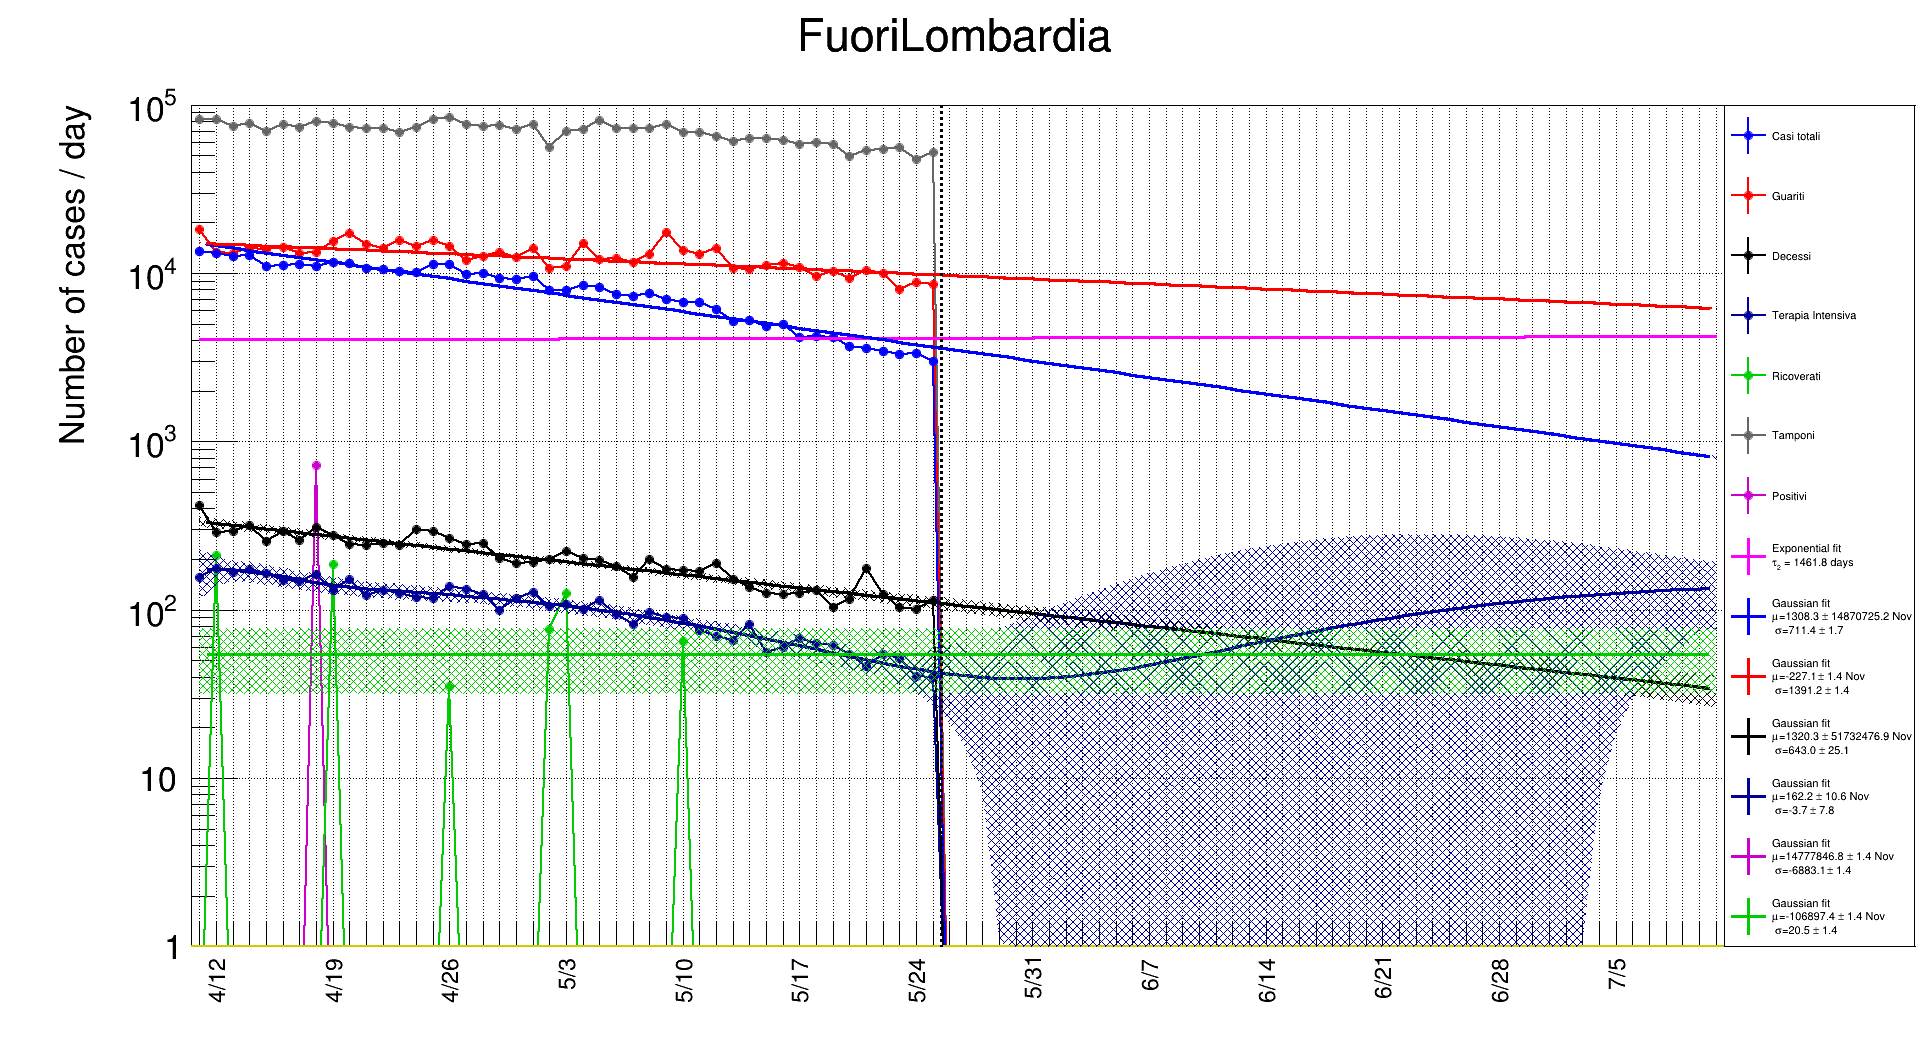 FuoriLombardia
Number of cases / day
10^5
10^4
10^3
10^2
10
1
4/12
4/19
4/26
5/3
5/10
5/17
5/24
5/31
6/7
6/14
6/21
6/28
7/5
Casi totali
Guariti
Decessi
Terapia Intensiva
Ricoverati
Tamponi
Positivi
Exponential fit
τ₂ = 1461.8 days
Gaussian fit
μ=1308.3 ± 14870725.2 Nov
σ=711.4 ± 1.7
Gaussian fit
μ=-227.1 ± 1.4 Nov
σ=1391.2 ± 1.4
Gaussian fit
μ=1320.3 ± 51732476.9 Nov
σ=643.0 ± 25.1
Gaussian fit
μ=162.2 ± 10.6 Nov
σ=-3.7 ± 7.8
Gaussian fit
μ=14777846.8 ± 1.4 Nov
σ=-6883.1 ± 1.4
Gaussian fit
μ=-106897.4 ± 1.4 Nov
σ=20.5 ± 1.4